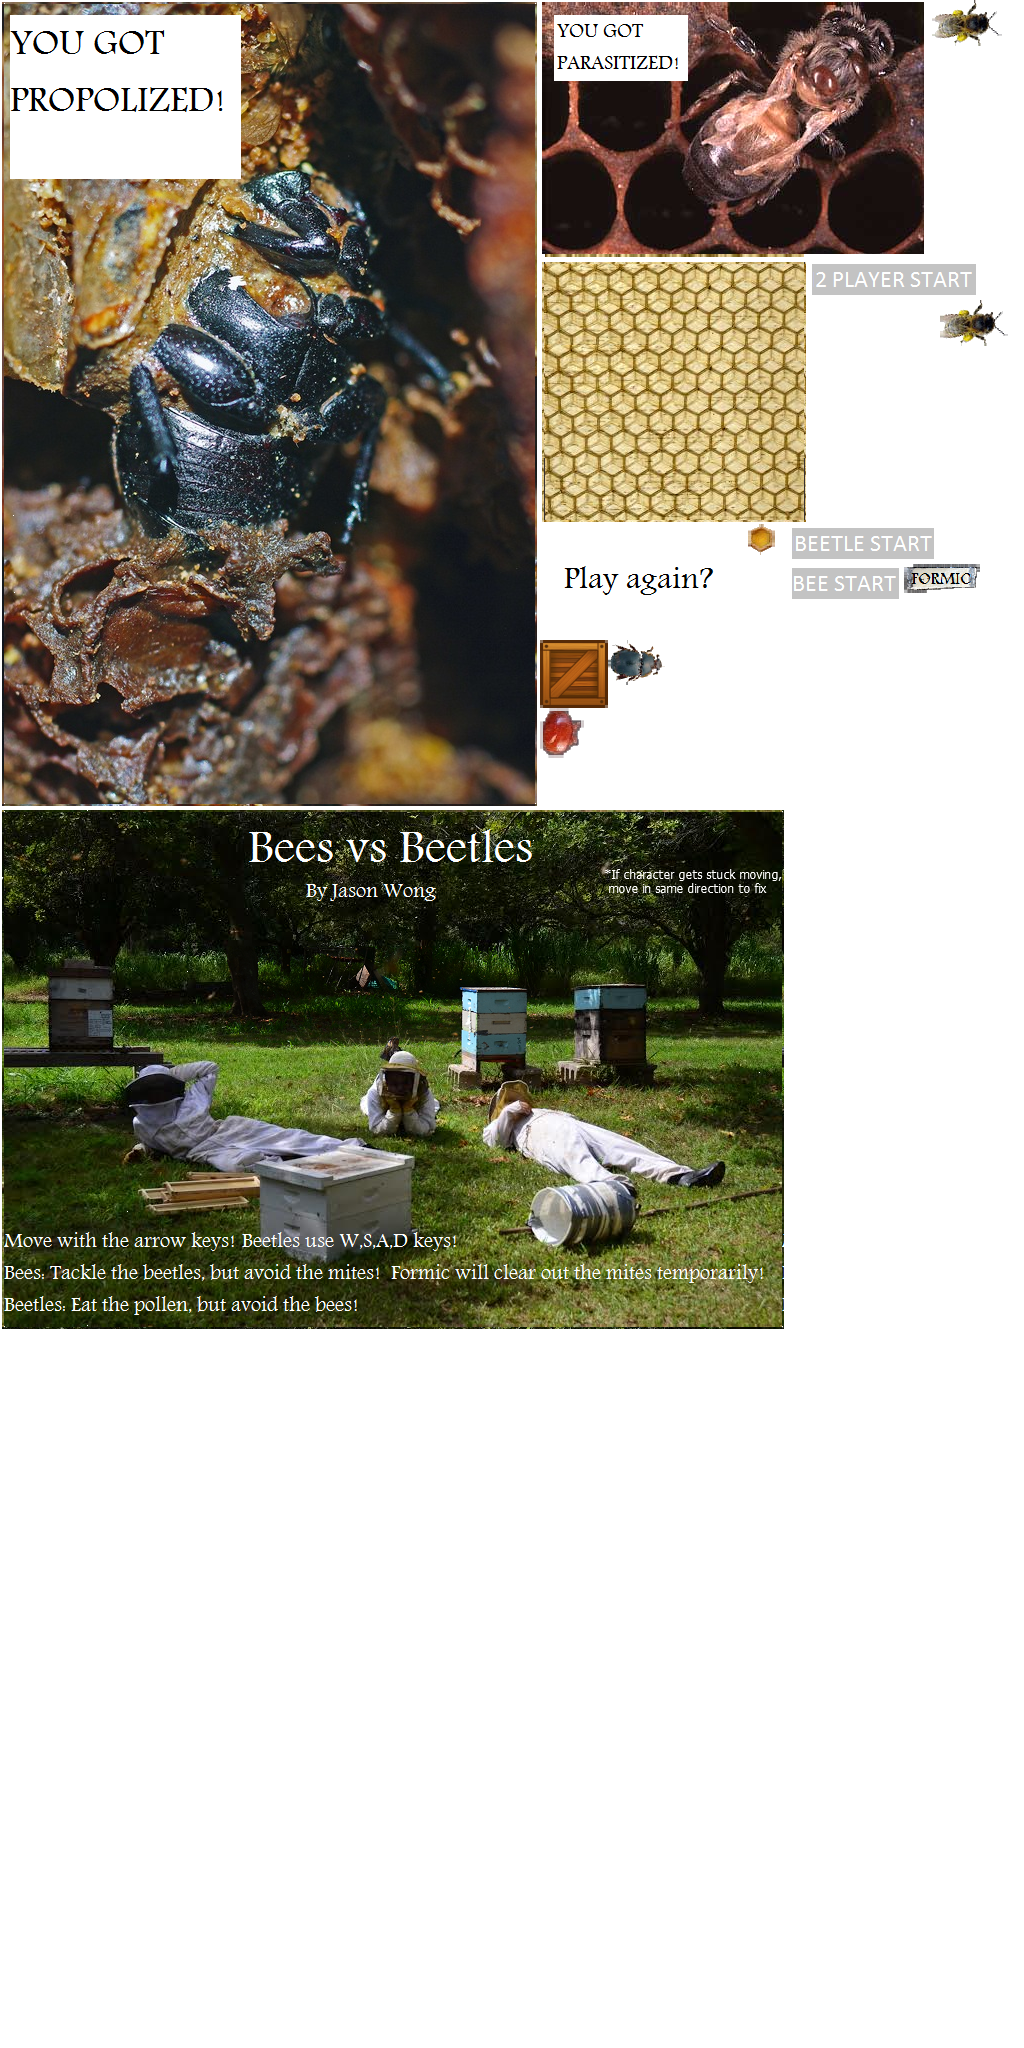 YOU GOT
PROPOLIZED!
YOU GOT
PARASITIZED!
2 PLAYER START
BEETLE START
Play again?
BEE START
FORMIC
Bees vs Beetles
By Jason Wong
*If character gets stuck moving,
move in same direction to fix
Move with the arrow keys! Beetles use W,S,A,D keys!
Bees: Tackle the beetles, but avoid the mites! Formic will clear out the mites temporarily!
Beetles: Eat the pollen, but avoid the bees!